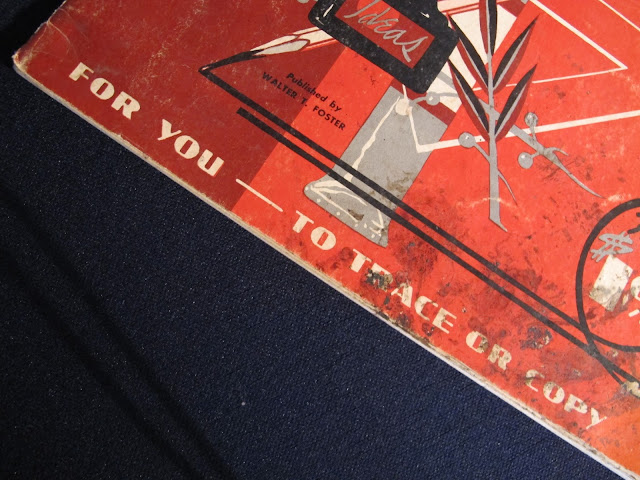 Ideas
Published by
WALTER T. FOSTER
FOR YOU — TO TRACE OR COPY